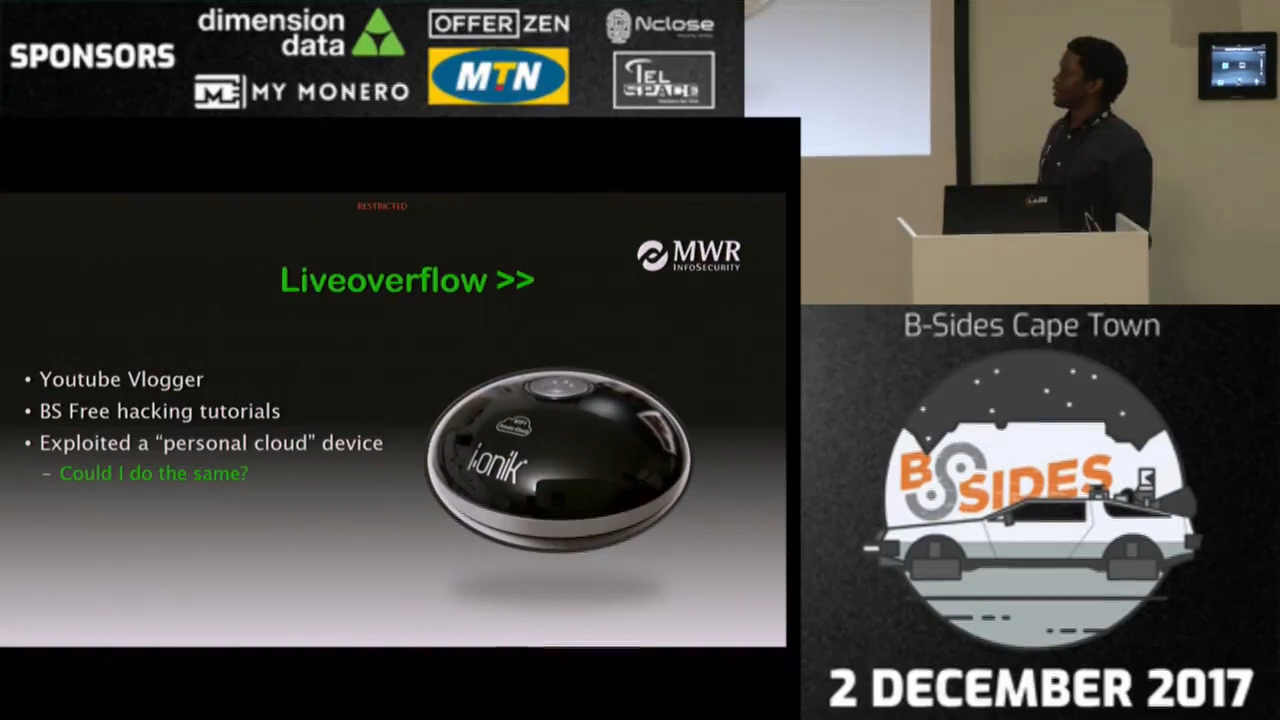 SPONSORS
dimension
data
OFFERZEN
Nclose
MY MONERO
MTN
TEL
SPACE
RESTRICTED
MWR
INFOSECURITY
Liveoverflow >>
• Youtube Vlogger
• BS Free hacking tutorials
• Exploited a “personal cloud” device
– Could I do the same?
i.onik
B-Sides Cape Town
BSIDES
2 DECEMBER 2017